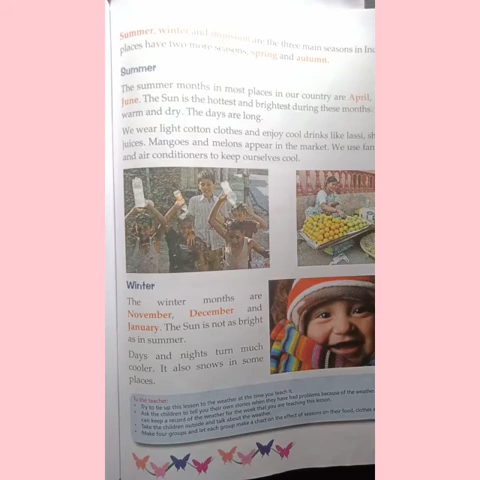 Summer, winter and monsoon are the three main seasons in
places have two more seasons, spring and autumn.
Summer
The summer months in most places in our country are April,
June. The Sun is the hottest and brightest during these months.
warm and dry. The days are long.
We wear light cotton clothes and enjoy cool drinks like lassi,
juices. Mangoes and melons appear in the market. We use
and air conditioners to keep ourselves cool.
Winter
The winter months are
November, December and
January. The Sun is not as bright
as in summer.
Days and nights turn much
cooler. It also snows in some
places.
To the teacher:
• Try to tie up this lesson to the weather at the time you teach it.
• Ask the children to tell you their own stories when they have had problems because of the
can keep a record of the weather for the week that you are teaching this lesson.
• Take the children outside and talk about the weather.
• Make four groups and let each group make a chart on the effect of seasons on their food, clothes